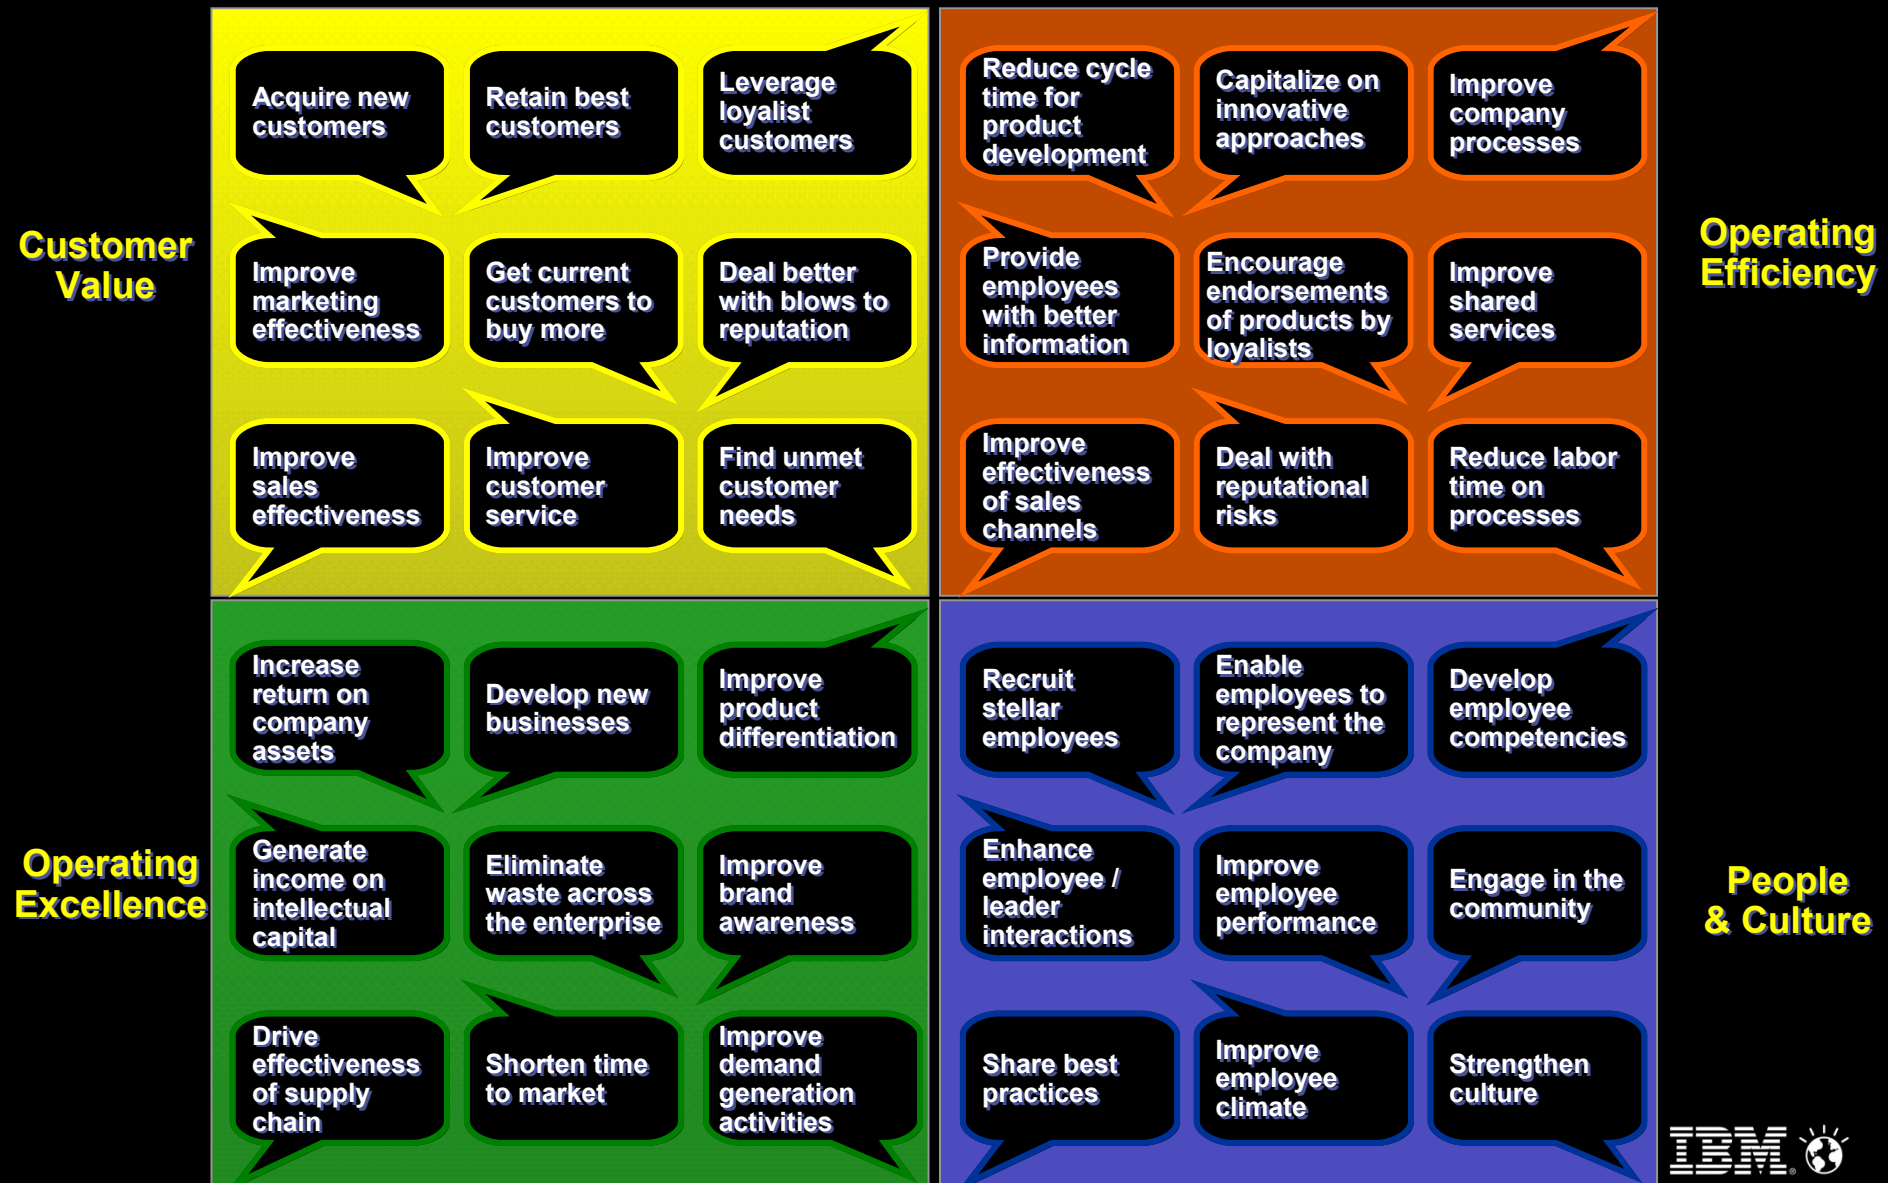 Customer
Value
Acquire new
customers
Retain best
customers
Leverage
loyalist
customers
Improve
marketing
effectiveness
Get current
customers to
buy more
Deal better
with blows to
reputation
Improve
sales
effectiveness
Improve
customer
service
Find unmet
customer
needs
Operating
Efficiency
Reduce cycle
time for
product
development
Capitalize on
innovative
approaches
Improve
company
processes
Provide
employees
with better
information
Encourage
endorsements
of products by
loyalists
Improve
shared
services
Improve
effectiveness
of sales
channels
Deal with
reputational
risks
Reduce labor
time on
processes
Operating
Excellence
Increase
return on
company
assets
Develop new
businesses
Improve
product
differentiation
Generate
income on
intellectual
capital
Eliminate
waste across
the enterprise
Improve
brand
awareness
Drive
effectiveness
of supply
chain
Shorten time
to market
Improve
demand
generation
activities
People
& Culture
Recruit
stellar
employees
Enable
employees to
represent the
company
Develop
employee
competencies
Enhance
employee /
leader
interactions
Improve
employee
performance
Engage in the
community
Share best
practices
Improve
employee
climate
Strengthen
culture
IBM®